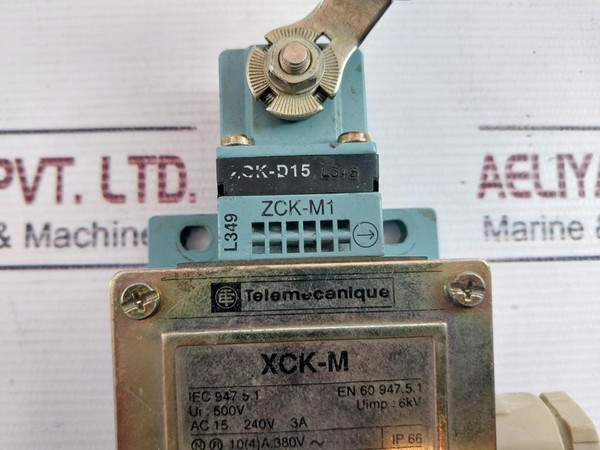 ZCK-D15 L349
PVT. LTD.
AELIYA
ZCK-M1
L349
& Machine
Marine &
Telemecanique
XCK-M
IEC 947.5.1 EN 60 947.5.1
Ui : 500V Uimp : 6kV
AC 15 240V 3A
10(4)A.380V ~ IP 66